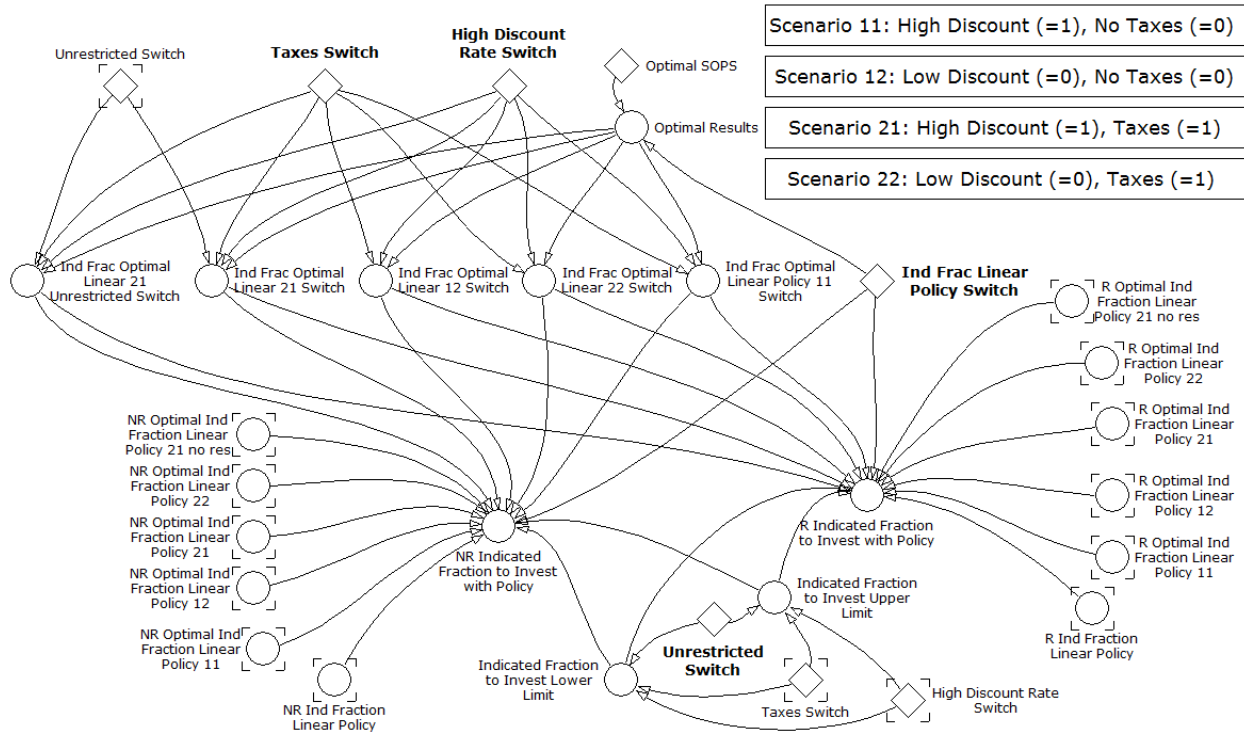 Unrestricted Switch
Taxes Switch
High Discount
Rate Switch
Optimal SOPS
Optimal Results
Scenario 11: High Discount (=1), No Taxes (=0)
Scenario 12: Low Discount (=0), No Taxes (=0)
Scenario 21: High Discount (=1), Taxes (=1)
Scenario 22: Low Discount (=0), Taxes (=1)
Ind Frac Optimal
Linear 21
Unrestricted Switch
Ind Frac Optimal
Linear 21 Switch
Ind Frac Optimal
Linear 12 Switch
Ind Frac Optimal
Linear 22 Switch
Ind Frac Optimal
Linear Policy 11
Switch
Ind Frac Linear
Policy Switch
R Optimal Ind
Fraction Linear
Policy 21 no res
R Optimal Ind
Fraction Linear
Policy 22
R Optimal Ind
Fraction Linear
Policy 21
R Optimal Ind
Fraction Linear
Policy 12
R Optimal Ind
Fraction Linear
Policy 11
R Ind Fraction
Linear Policy
NR Optimal Ind
Fraction Linear
Policy 21 no res
NR Optimal Ind
Fraction Linear
Policy 22
NR Optimal Ind
Fraction Linear
Policy 21
NR Optimal Ind
Fraction Linear
Policy 12
NR Optimal Ind
Fraction Linear
Policy 11
NR Ind Fraction
Linear Policy
NR Indicated
Fraction to Invest
with Policy
R Indicated Fraction
to Invest with Policy
Indicated Fraction
to Invest Upper
Limit
Unrestricted
Switch
Indicated Fraction
to Invest Lower
Limit
Taxes Switch
High Discount Rate
Switch